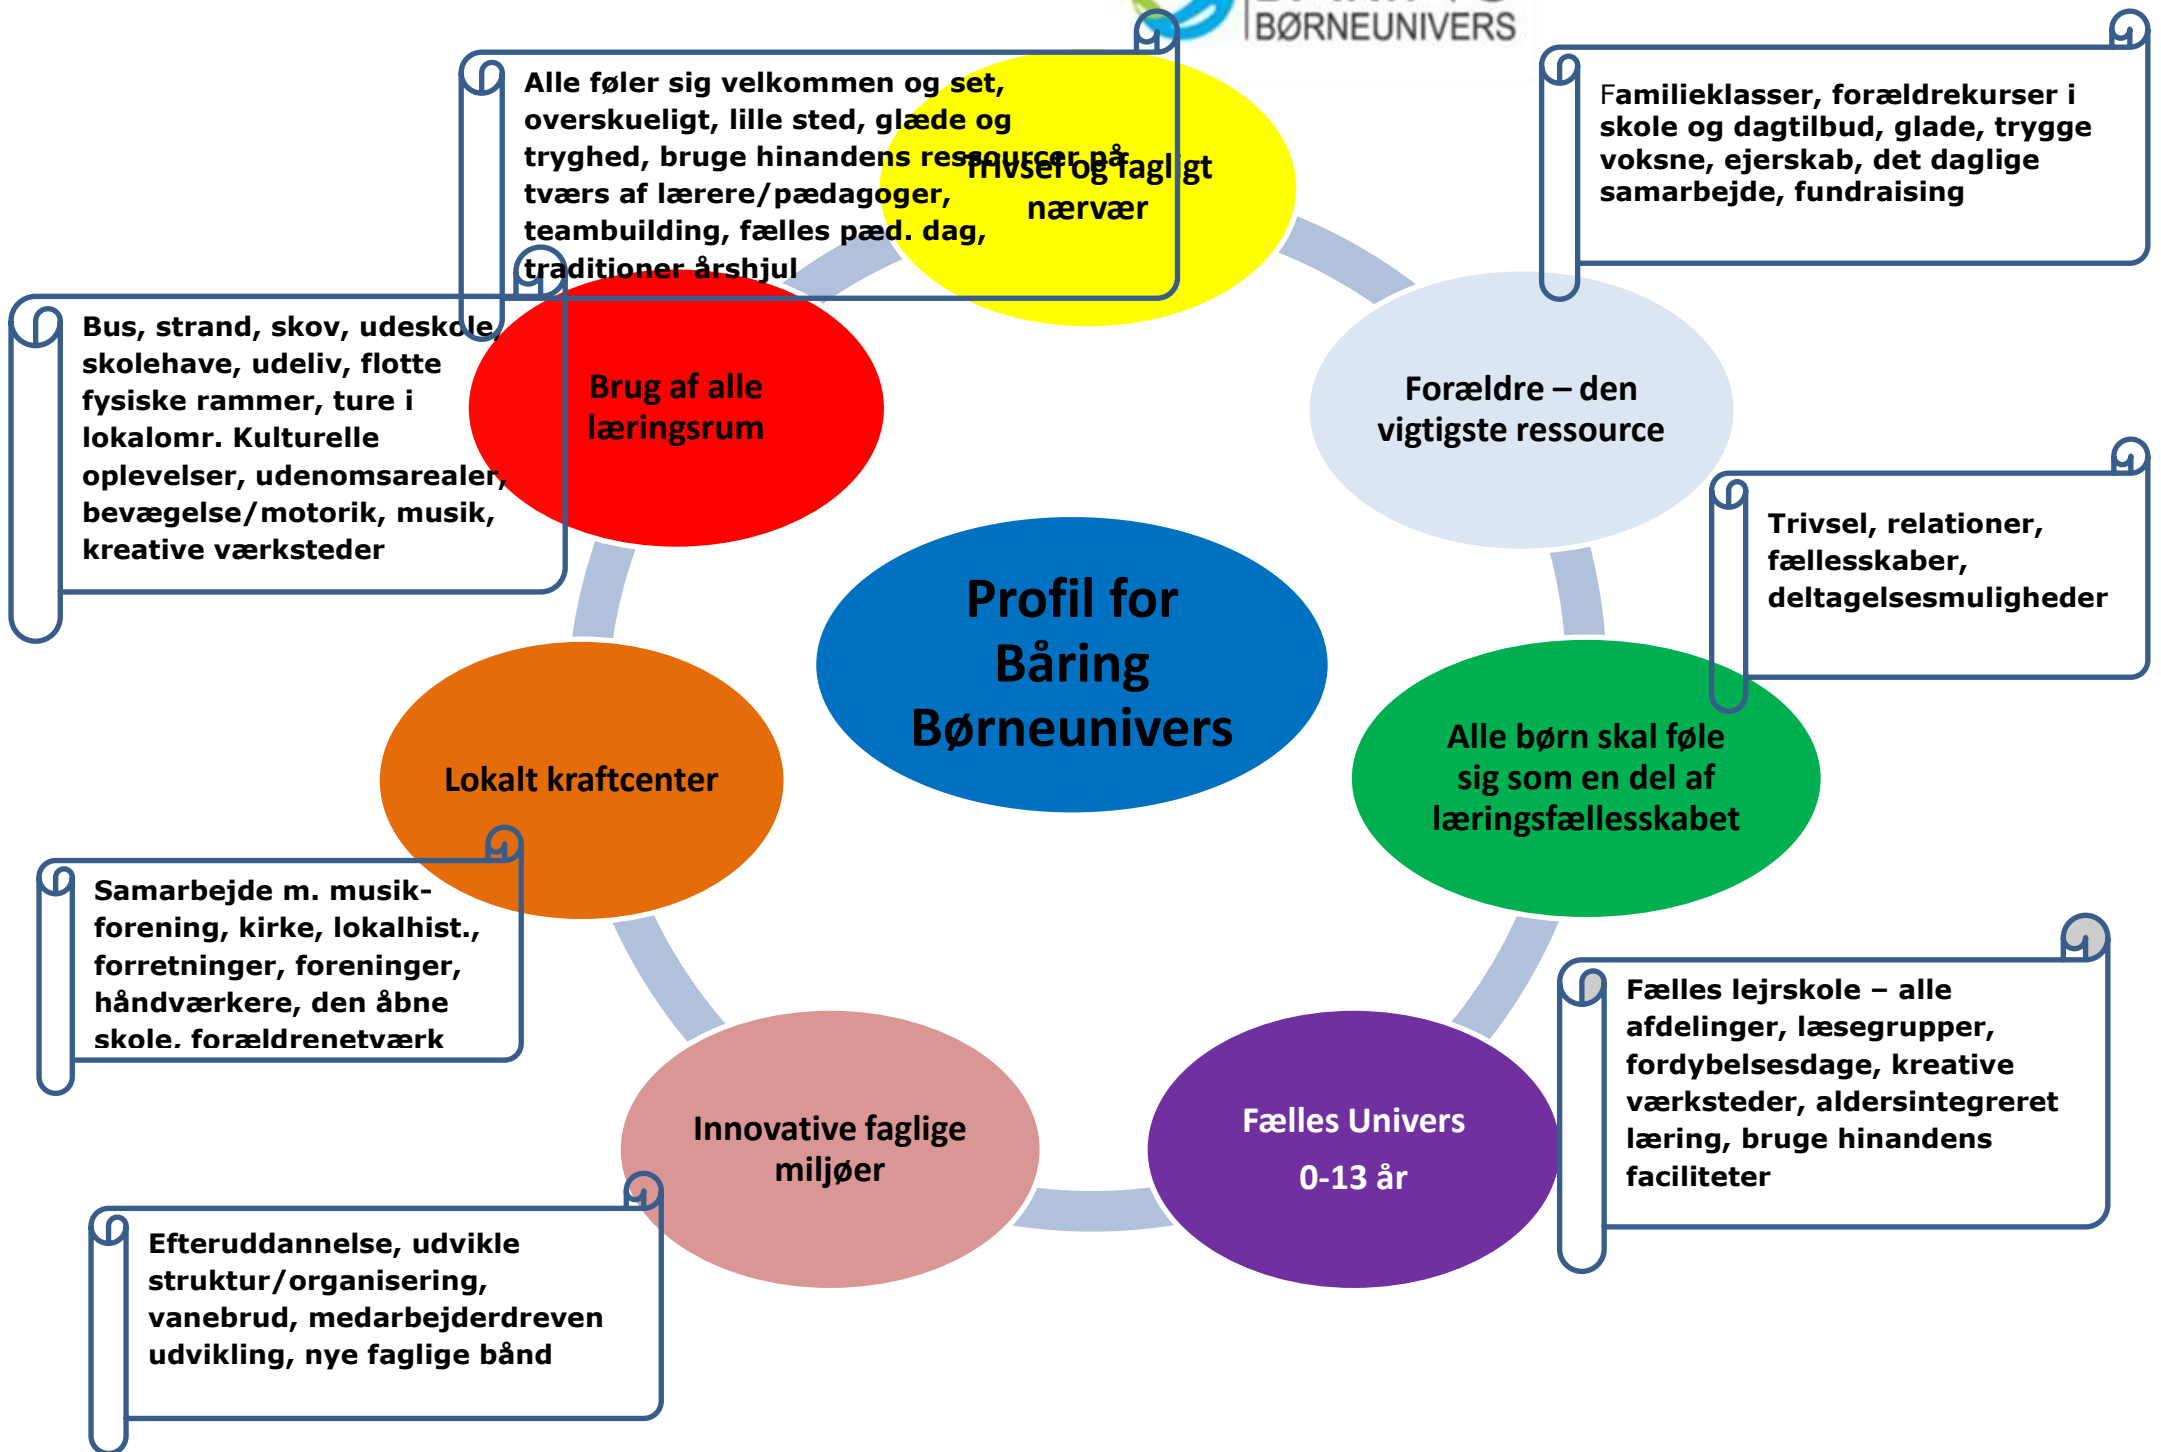 BØRNEUNIVERS
Alle føler sig velkommen og set,
overskueligt, lille sted, glæde og
tryghed, bruge hinandens ressourcer på
tværs af lærere/pædagoger,
teambuilding, fælles pæd. dag,
traditioner årshjul
Trivsel og fagligt
nærvær
Familieklasser, forældrekurser i
skole og dagtilbud, glade, trygge
voksne, ejerskab, det daglige
samarbejde, fundraising
Forældre – den
vigtigste ressource
Bus, strand, skov, udeskole,
skolehave, udeliv, flotte
fysiske rammer, ture i
lokalomr. Kulturelle
oplevelser, udenomsarealer,
bevægelse/motorik, musik,
kreative værksteder
Brug af alle
læringsrum
Trivsel, relationer,
fællesskaber,
deltagelsesmuligheder
Profil for
Båring
Børneunivers
Alle børn skal føle
sig som en del af
læringsfællesskabet
Lokalt kraftcenter
Samarbejde m. musik-
forening, kirke, lokalhist.,
forretninger, foreninger,
håndværkere, den åbne
skole, forældrenetværk
Fælles lejrskole – alle
afdelinger, læsegrupper,
fordybelsesdage, kreative
værksteder, aldersintegreret
læring, bruge hinandens
faciliteter
Innovative faglige
miljøer
Fælles Univers
0-13 år
Efteruddannelse, udvikle
struktur/organisering,
vanebrud, medarbejderdreven
udvikling, nye faglige bånd